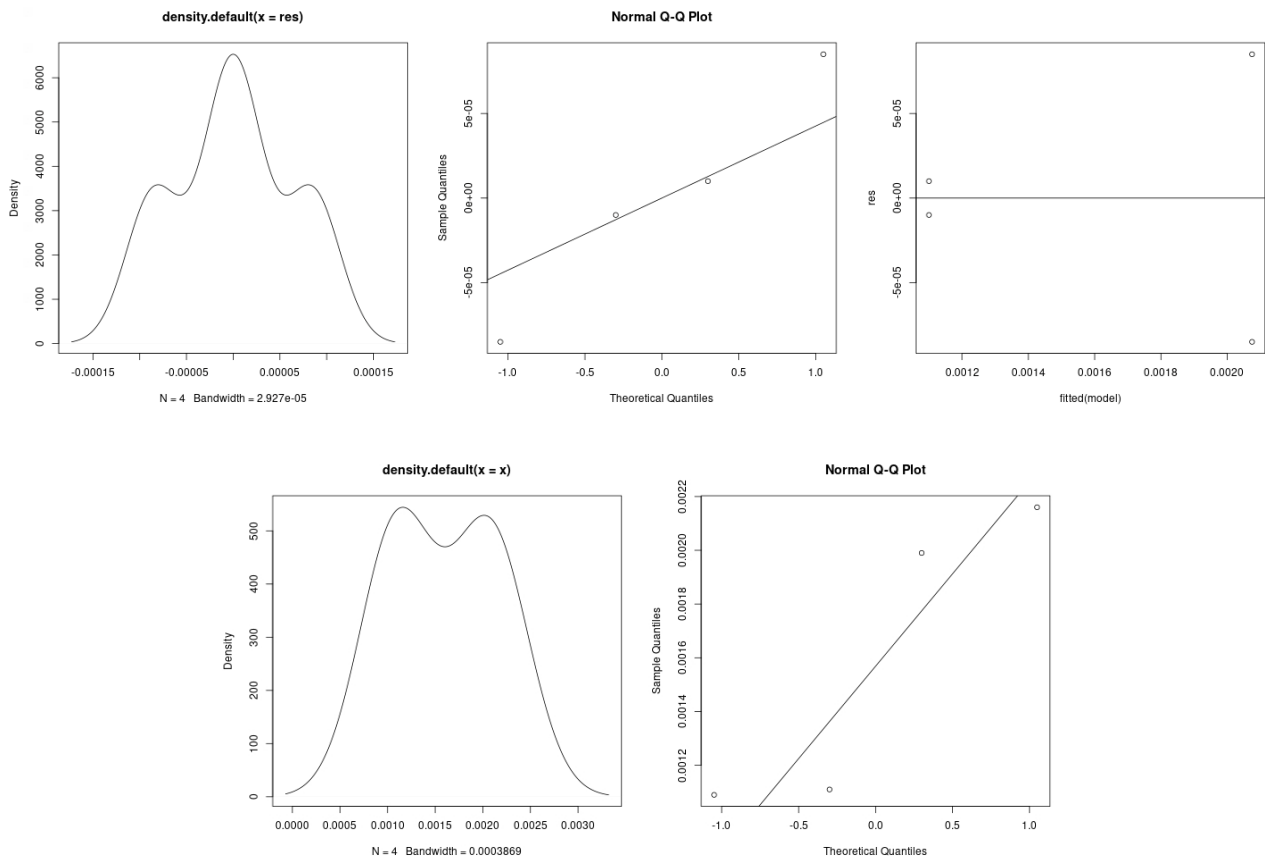 density.default(x = res)
Density
0 1000 2000 3000 4000 5000 6000
-0.00015 -0.00005 0.00005 0.00015
N = 4 Bandwidth = 2.927e-05
Normal Q-Q Plot
Sample Quantiles
-5e-05 0e+00 5e-05
-1.0 -0.5 0.0 0.5 1.0
Theoretical Quantiles
res
-5e-05 0e+00 5e-05
0.0012 0.0014 0.0016 0.0018 0.0020
fitted(model)
density.default(x = x)
Density
0 100 200 300 400 500
0.0000 0.0005 0.0010 0.0015 0.0020 0.0025 0.0030
N = 4 Bandwidth = 0.0003869
Normal Q-Q Plot
Sample Quantiles
0.0012 0.0014 0.0016 0.0018 0.0020 0.0022
-1.0 -0.5 0.0 0.5 1.0
Theoretical Quantiles